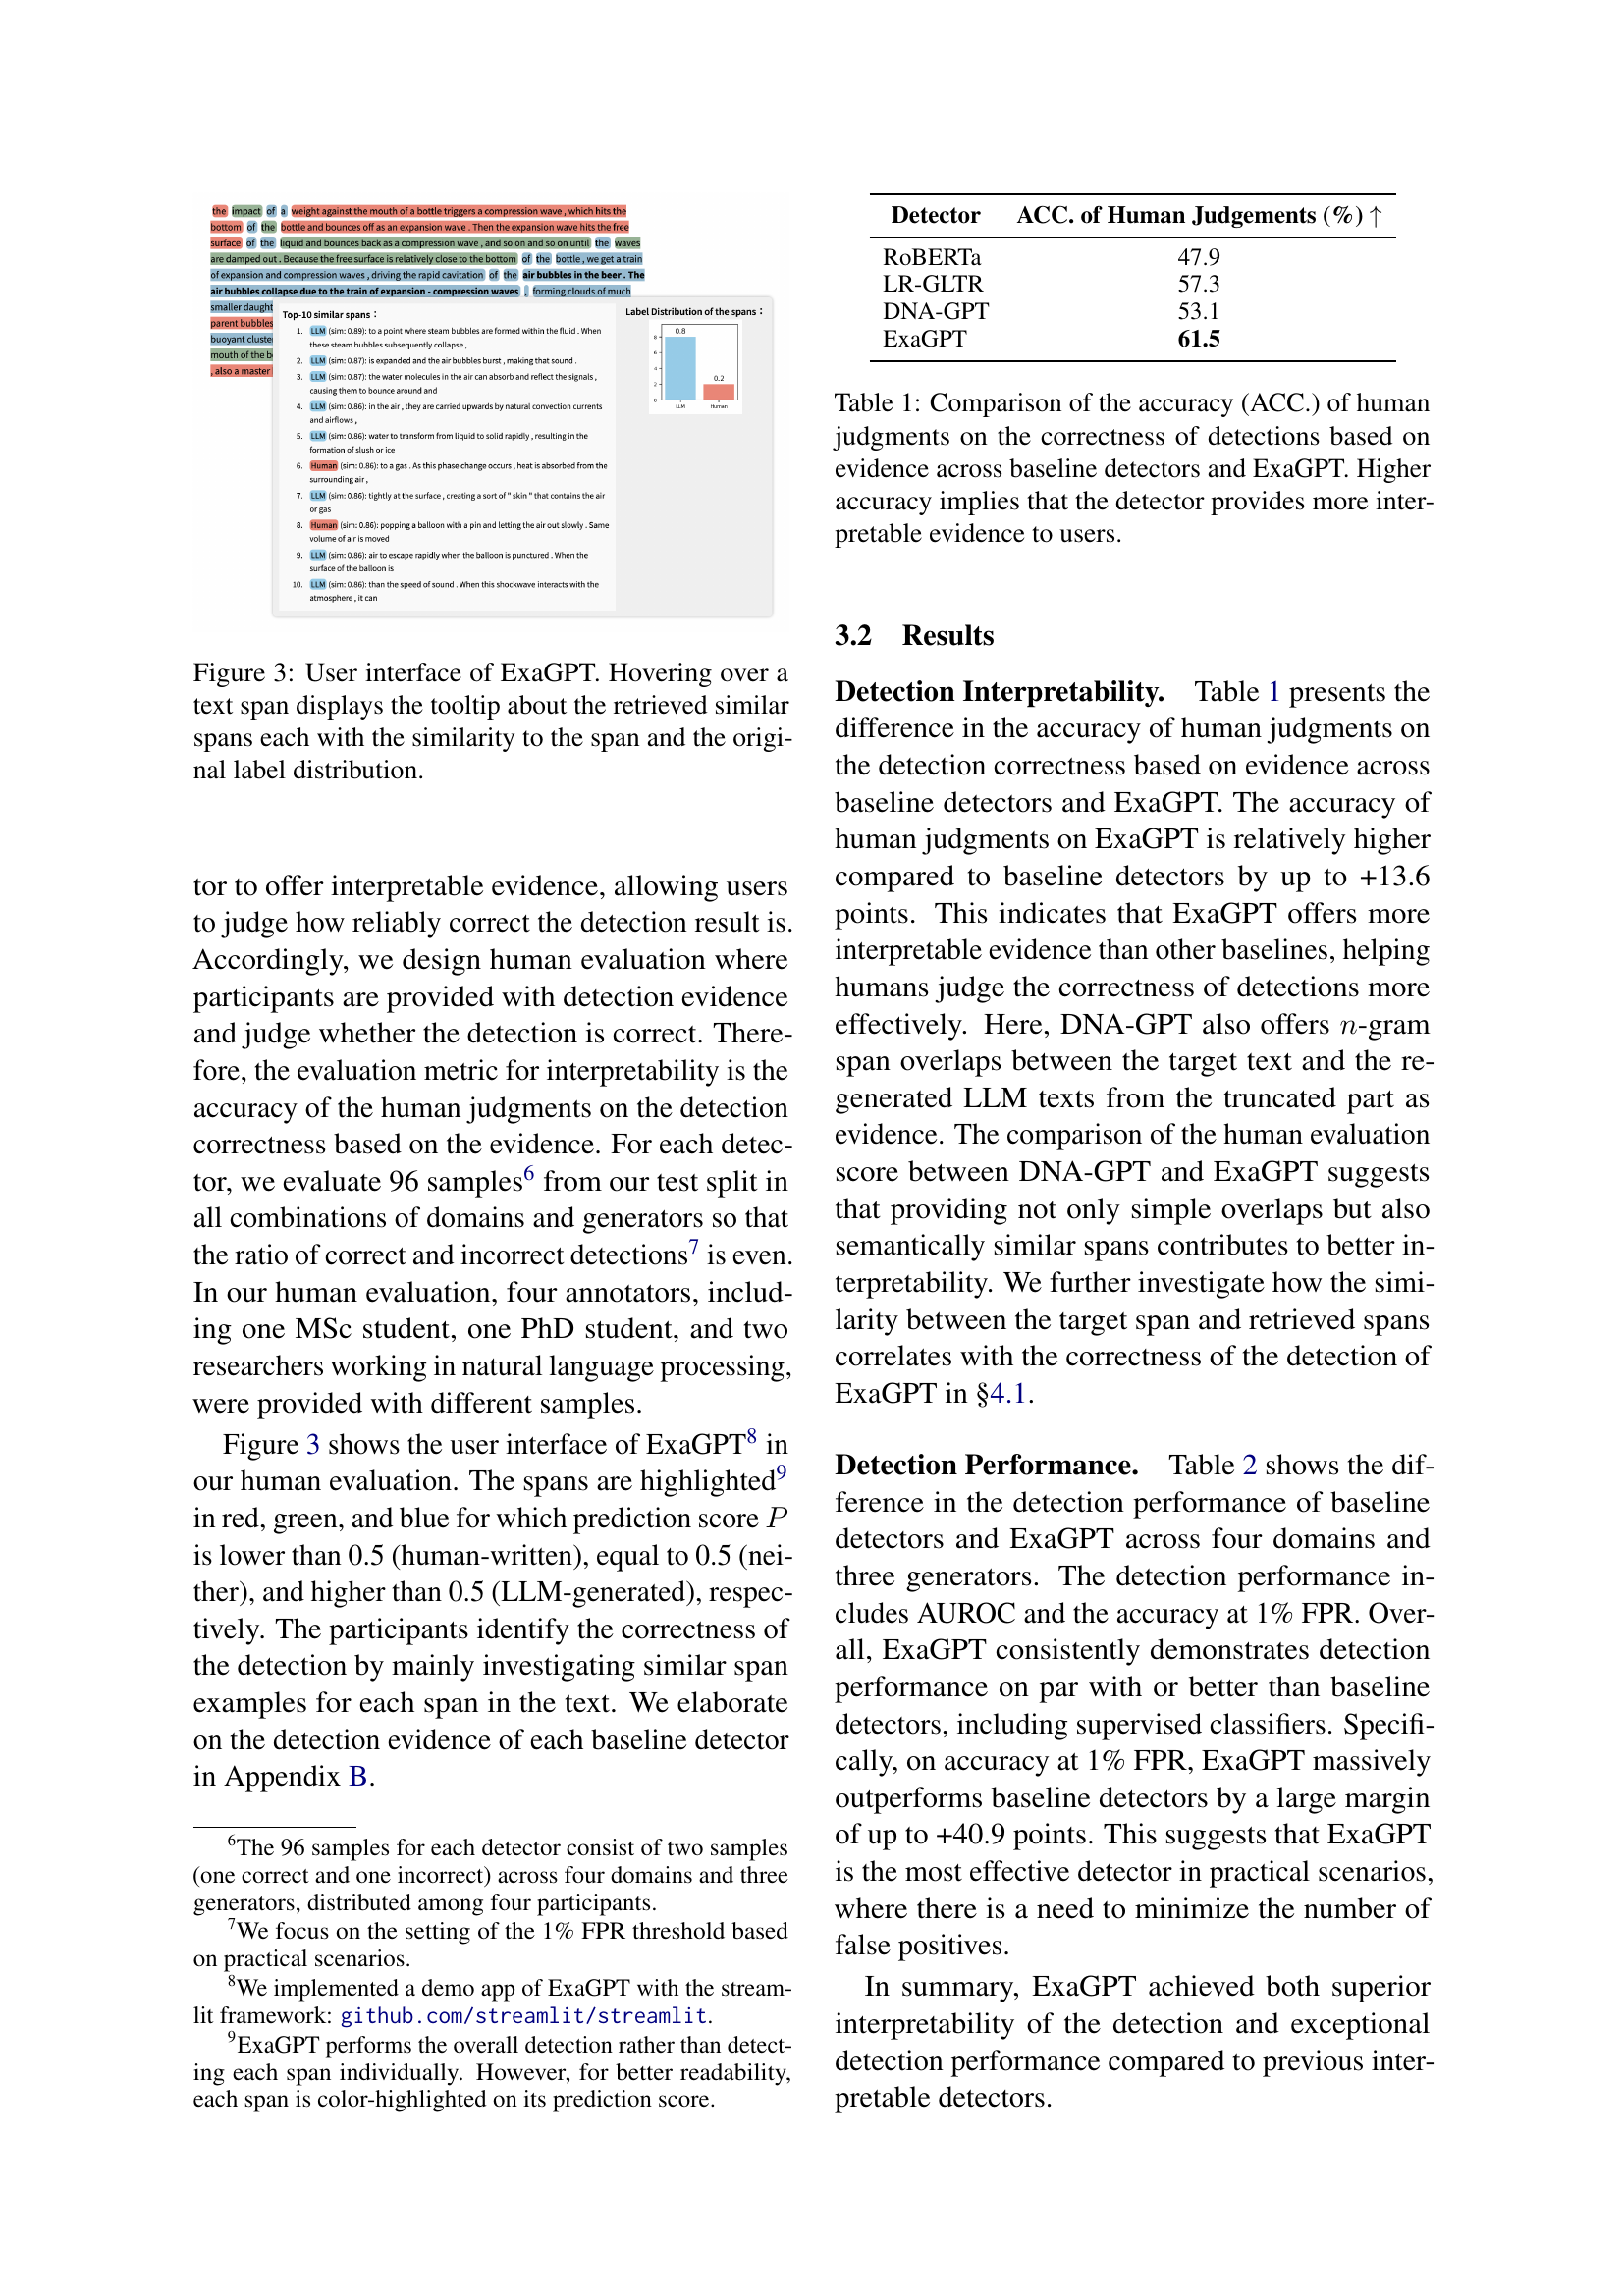 the impact of a weight against the mouth of a bottle triggers a compression wave , which hits the
bottom of the bottle and bounces off as an expansion wave . Then the expansion wave hits the free
surface of the liquid and bounces back as a compression wave , and so on and so on until the waves
are damped out . Because the free surface is relatively close to the bottom of the bottle , we get a train
of expansion and compression waves , driving the rapid cavitation of the air bubbles in the beer . The
air bubbles collapse due to the train of expansion - compression waves , forming clouds of much
smaller daught
parent bubbles
buoyant cluste
mouth of the b
, also a master
Top-10 similar spans :
1. LLM (sim: 0.89): to a point where steam bubbles are formed within the fluid . When
these steam bubbles subsequently collapse ,
2. LLM (sim: 0.87): is expanded and the air bubbles burst , making that sound .
3. LLM (sim: 0.87): the water molecules in the air can absorb and reflect the signals ,
causing them to bounce around and
4. LLM (sim: 0.86): in the air , they are carried upwards by natural convection currents
and airflows ,
5. LLM (sim: 0.86): water to transform from liquid to solid rapidly , resulting in the
formation of slush or ice
6. Human (sim: 0.86): to a gas . As this phase change occurs , heat is absorbed from the
surrounding air ,
7. LLM (sim: 0.86): tightly at the surface , creating a sort of " skin " that contains the air
or gas
8. Human (sim: 0.86): popping a balloon with a pin and letting the air out slowly . Same
volume of air is moved
9. LLM (sim: 0.86): air to escape rapidly when the balloon is punctured . When the
surface of the balloon is
10. LLM (sim: 0.86): than the speed of sound . When this shockwave interacts with the
atmosphere , it can
Label Distribution of the spans :
0.8
0.2
8
6
4
2
0
LLM Human
Figure 3: User interface of ExaGPT. Hovering over a
text span displays the tooltip about the retrieved similar
spans each with the similarity to the span and the origi-
nal label distribution.
tor to offer interpretable evidence, allowing users
to judge how reliably correct the detection result is.
Accordingly, we design human evaluation where
participants are provided with detection evidence
and judge whether the detection is correct. There-
fore, the evaluation metric for interpretability is the
accuracy of the human judgments on the detection
correctness based on the evidence. For each detec-
tor, we evaluate 96 samples6 from our test split in
all combinations of domains and generators so that
the ratio of correct and incorrect detections7 is even.
In our human evaluation, four annotators, includ-
ing one MSc student, one PhD student, and two
researchers working in natural language processing,
were provided with different samples.
Figure 3 shows the user interface of ExaGPT8 in
our human evaluation. The spans are highlighted9
in red, green, and blue for which prediction score P
is lower than 0.5 (human-written), equal to 0.5 (nei-
ther), and higher than 0.5 (LLM-generated), respec-
tively. The participants identify the correctness of
the detection by mainly investigating similar span
examples for each span in the text. We elaborate
on the detection evidence of each baseline detector
in Appendix B.
6The 96 samples for each detector consist of two samples
(one correct and one incorrect) across four domains and three
generators, distributed among four participants.
7We focus on the setting of the 1% FPR threshold based
on practical scenarios.
8We implemented a demo app of ExaGPT with the stream-
lit framework: github.com/streamlit/streamlit.
9ExaGPT performs the overall detection rather than detect-
ing each span individually. However, for better readability,
each span is color-highlighted on its prediction score.
Detector ACC. of Human Judgements (%) ↑
RoBERTa 47.9
LR-GLTR 57.3
DNA-GPT 53.1
ExaGPT 61.5
Table 1: Comparison of the accuracy (ACC.) of human
judgments on the correctness of detections based on
evidence across baseline detectors and ExaGPT. Higher
accuracy implies that the detector provides more inter-
pretable evidence to users.
3.2 Results
Detection Interpretability. Table 1 presents the
difference in the accuracy of human judgments on
the detection correctness based on evidence across
baseline detectors and ExaGPT. The accuracy of
human judgments on ExaGPT is relatively higher
compared to baseline detectors by up to +13.6
points. This indicates that ExaGPT offers more
interpretable evidence than other baselines, helping
humans judge the correctness of detections more
effectively. Here, DNA-GPT also offers n-gram
span overlaps between the target text and the re-
generated LLM texts from the truncated part as
evidence. The comparison of the human evaluation
score between DNA-GPT and ExaGPT suggests
that providing not only simple overlaps but also
semantically similar spans contributes to better in-
terpretability. We further investigate how the simi-
larity between the target span and retrieved spans
correlates with the correctness of the detection of
ExaGPT in §4.1.
Detection Performance. Table 2 shows the dif-
ference in the detection performance of baseline
detectors and ExaGPT across four domains and
three generators. The detection performance in-
cludes AUROC and the accuracy at 1% FPR. Over-
all, ExaGPT consistently demonstrates detection
performance on par with or better than baseline
detectors, including supervised classifiers. Specifi-
cally, on accuracy at 1% FPR, ExaGPT massively
outperforms baseline detectors by a large margin
of up to +40.9 points. This suggests that ExaGPT
is the most effective detector in practical scenarios,
where there is a need to minimize the number of
false positives.
In summary, ExaGPT achieved both superior
interpretability of the detection and exceptional
detection performance compared to previous inter-
pretable detectors.